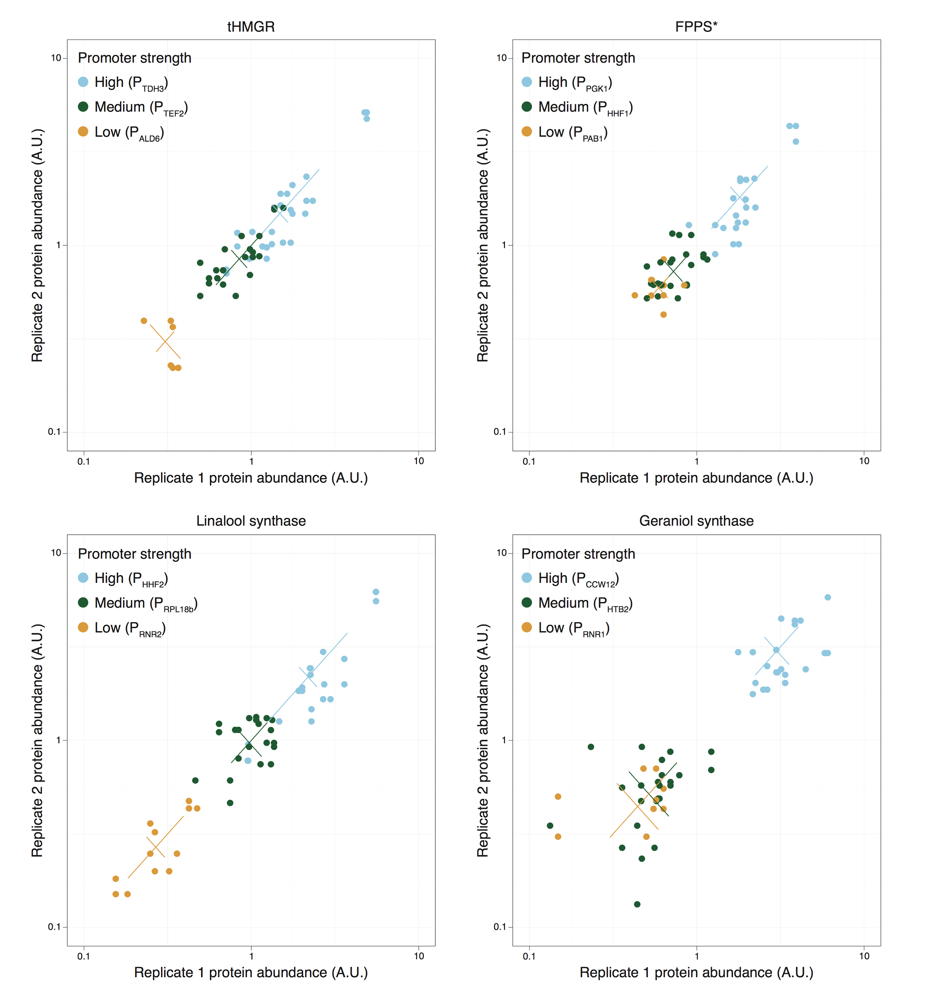 tHMGR
Promoter strength
High (PTDH3)
Medium (PTEF2)
Low (PALD6)
10
1
0.1
Replicate 2 protein abundance (A.U.)
0.1 1 10
Replicate 1 protein abundance (A.U.)
FPPS*
Promoter strength
High (PPGK1)
Medium (PHHF1)
Low (PPAB1)
10
1
0.1
Replicate 2 protein abundance (A.U.)
0.1 1 10
Replicate 1 protein abundance (A.U.)
Linalool synthase
Promoter strength
High (PHHF2)
Medium (PRPL18b)
Low (PRNR2)
10
1
0.1
Replicate 2 protein abundance (A.U.)
0.1 1 10
Replicate 1 protein abundance (A.U.)
Geraniol synthase
Promoter strength
High (PCCW12)
Medium (PHTB2)
Low (PRNR1)
10
1
0.1
Replicate 2 protein abundance (A.U.)
0.1 1 10
Replicate 1 protein abundance (A.U.)